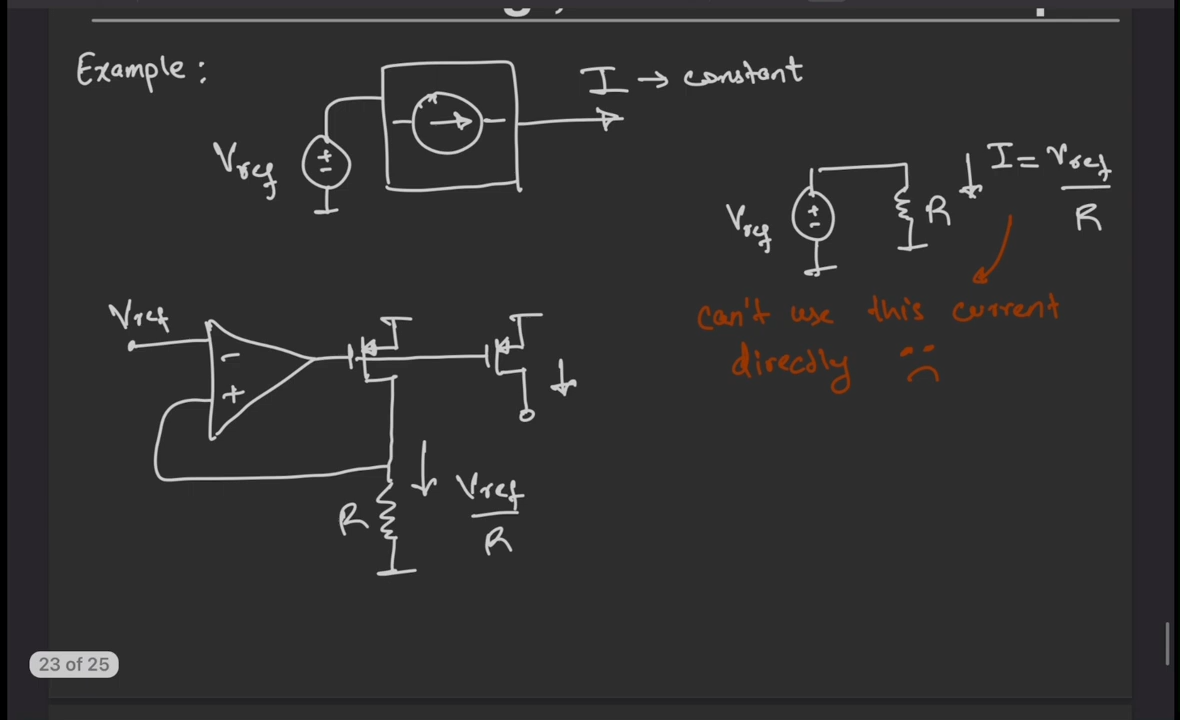 Example :
I → constant
Vref
+
-
I = Vref
R
Vref
+
-
R
can't use this current
directly
Vref
-
+
R
Vref
R
23 of 25